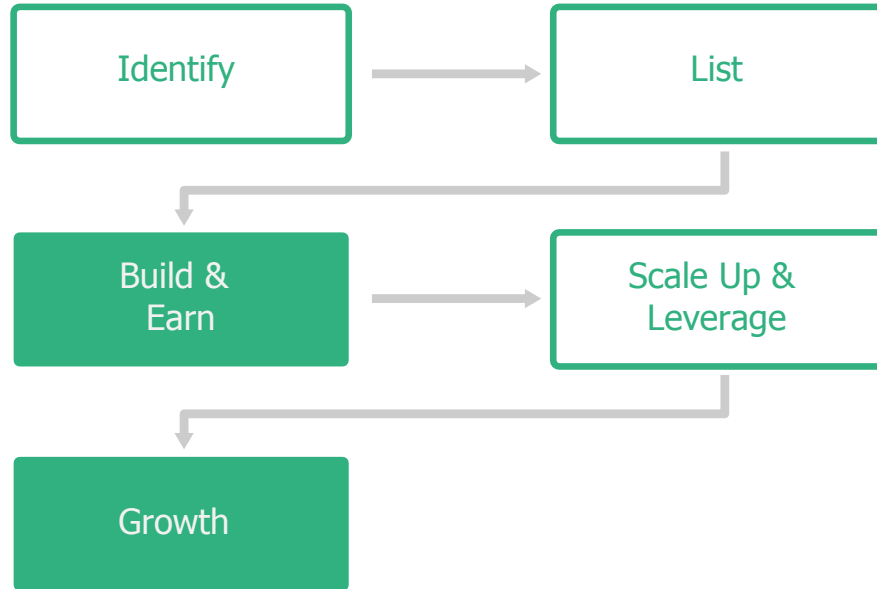 Identify
List
Build &
Earn
Scale Up &
Leverage
Growth